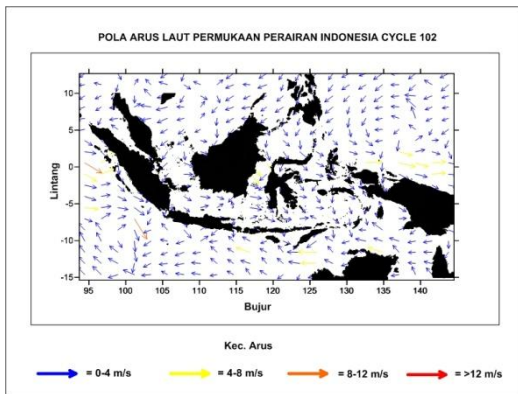 POLA ARUS LAUT PERMUKAAN PERAIRAN INDONESIA CYCLE 102
Lintang
10
5
0
-5
-10
-15
95 100 105 110 115 120 125 130 135 140
Bujur
Kec. Arus
= 0-4 m/s = 4-8 m/s = 8-12 m/s = >12 m/s